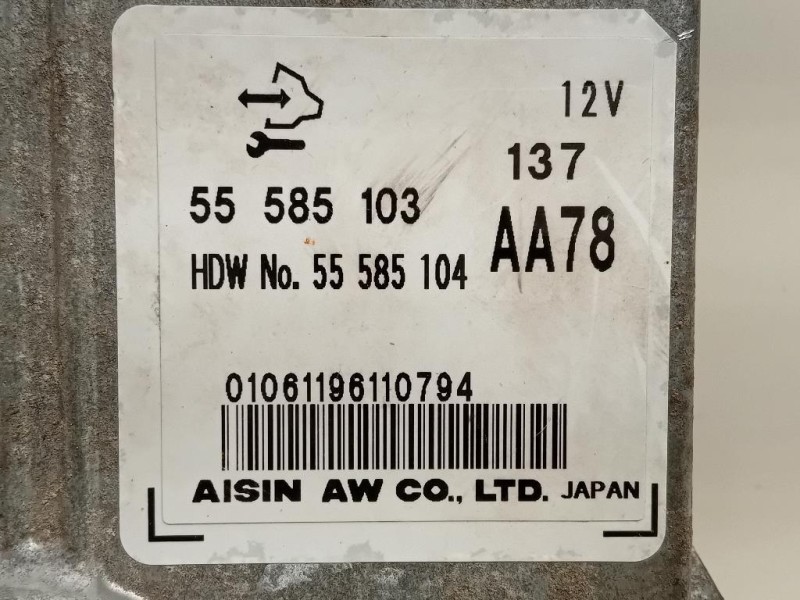 12V
137
55 585 103
AA78
HDW No. 55 585 104
01061196110794
AISIN AW CO., LTD. JAPAN